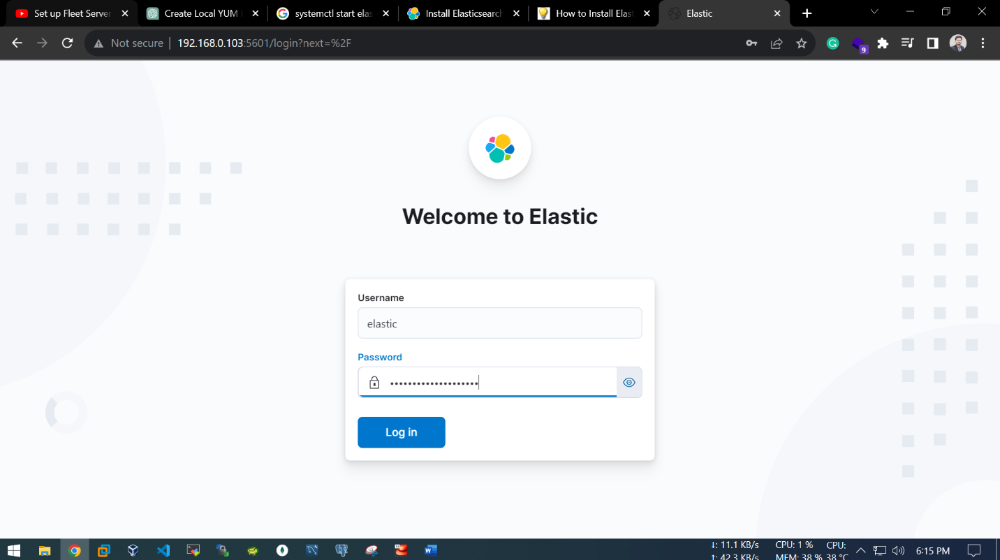 Set up Fleet Server
Create Local YUM
systemctl start elas
Install Elasticsearch
How to Install Elast
Elastic
Not secure
192.168.0.103:5601/login?next=%2F
9
Welcome to Elastic
Username
elastic
Password
Log in
↓: 11.1 KB/s
CPU: 1 %
CPU:
↑: 42.3 KB/s
MEM: 38 %
38 °C
6:15 PM